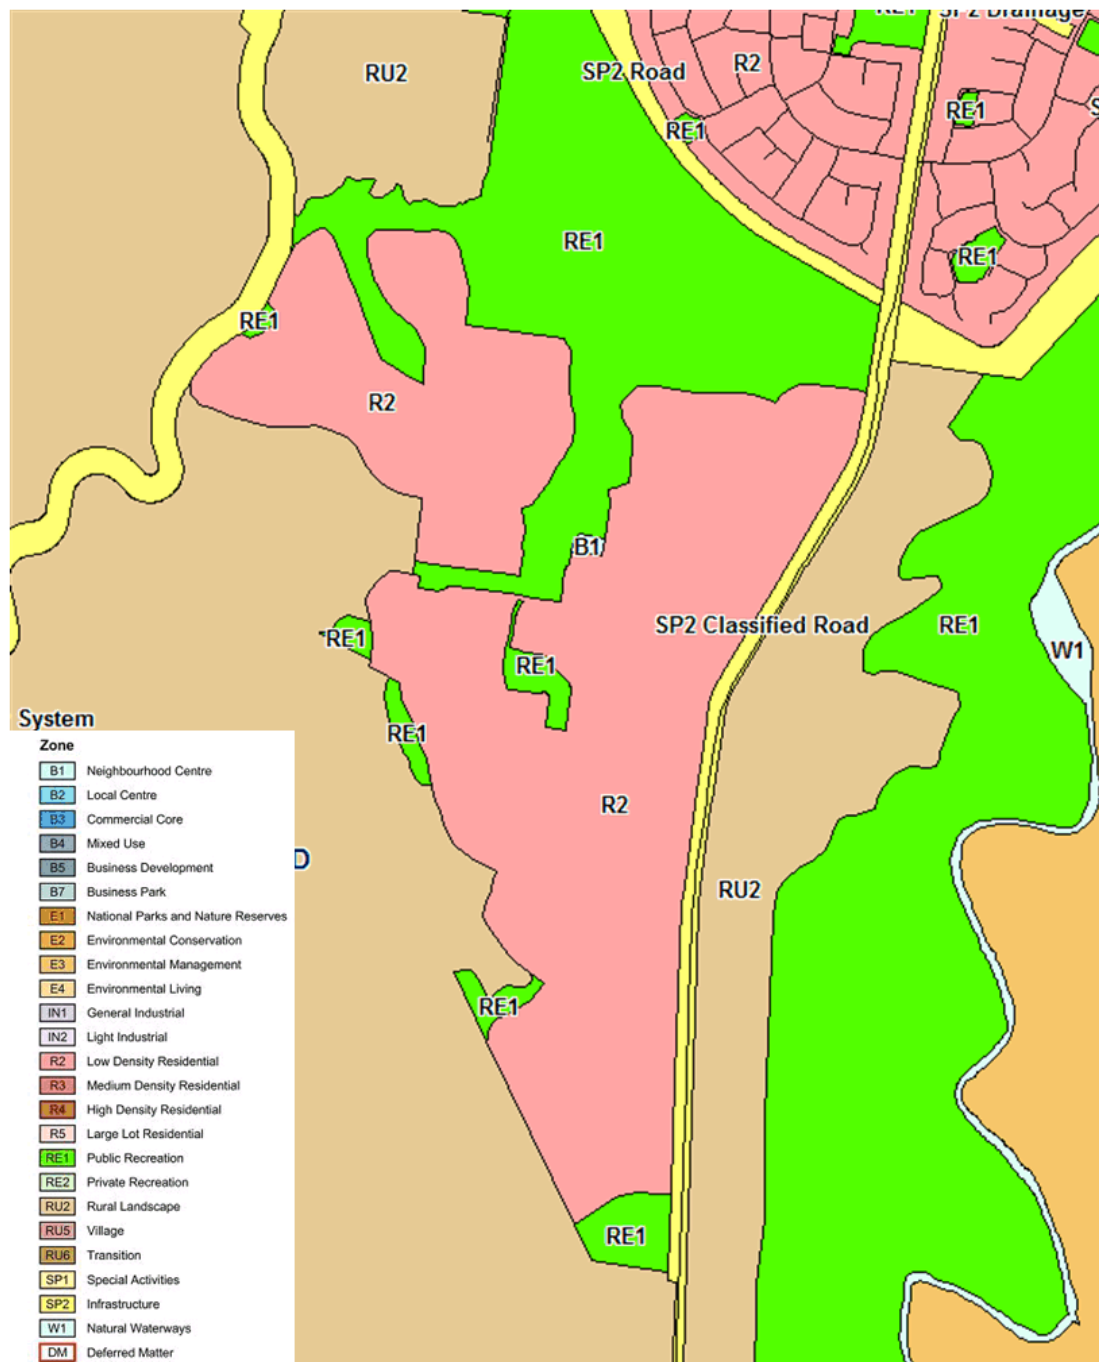 RE1
SP2 Drainage
RU2
SP2 Road
R2
RE1
S
RE1
RE1
RE1
RE1
R2
B1
SP2 Classified Road
RE1
RE1
RE1
W1
System
RE1
R2
D
RU2
RE1
RE1
Zone
B1 Neighbourhood Centre
B2 Local Centre
B3 Commercial Core
B4 Mixed Use
B5 Business Development
B7 Business Park
E1 National Parks and Nature Reserves
E2 Environmental Conservation
E3 Environmental Management
E4 Environmental Living
IN1 General Industrial
IN2 Light Industrial
R2 Low Density Residential
R3 Medium Density Residential
R4 High Density Residential
R5 Large Lot Residential
RE1 Public Recreation
RE2 Private Recreation
RU2 Rural Landscape
RU5 Village
RU6 Transition
SP1 Special Activities
SP2 Infrastructure
W1 Natural Waterways
DM Deferred Matter